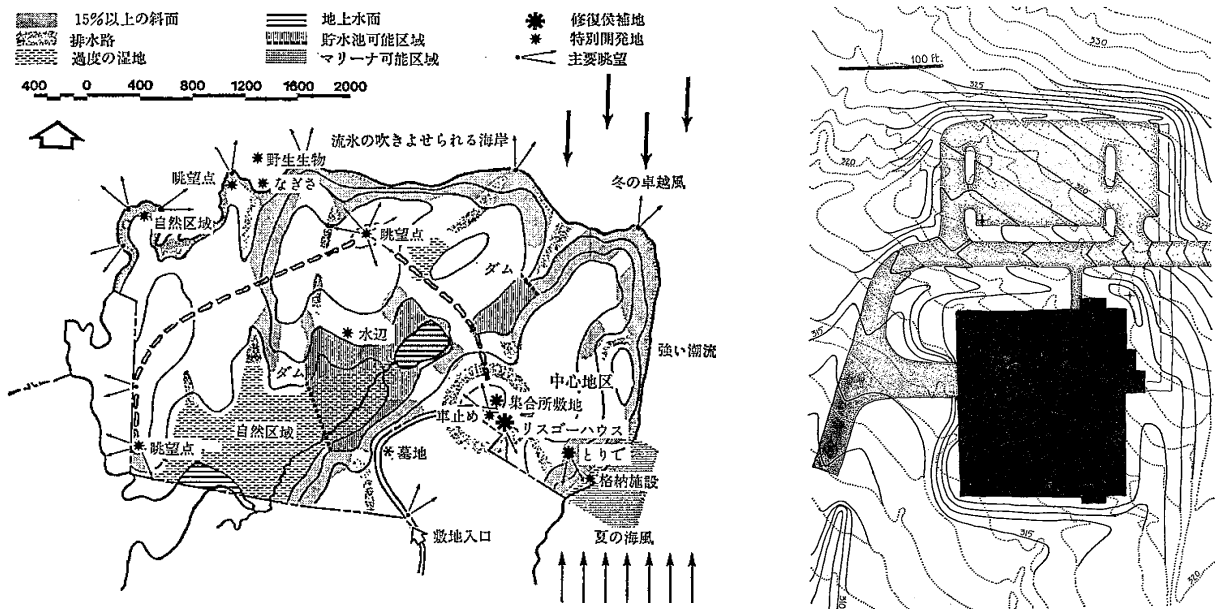 15%以上の斜面
排水路
過度の湿地
地上水面
貯水池可能区域
マリーナ可能区域
修復候補地
特別開発地
主要眺望
400 0 400 800 1200 2000
流氷の吹きよせられる海岸
冬の卓越風
野生生物
なぎさ
眺望点
自然区域
眺望点
ダム
水辺
強い潮流
ダム
中心地区
集合所敷地
車止め
リスゴーハウス
自然区域
眺望点
墓地
とりで
格納施設
敷地入口
夏の海風
330
100 Ft.
325
320
320
315
315
320
310
310